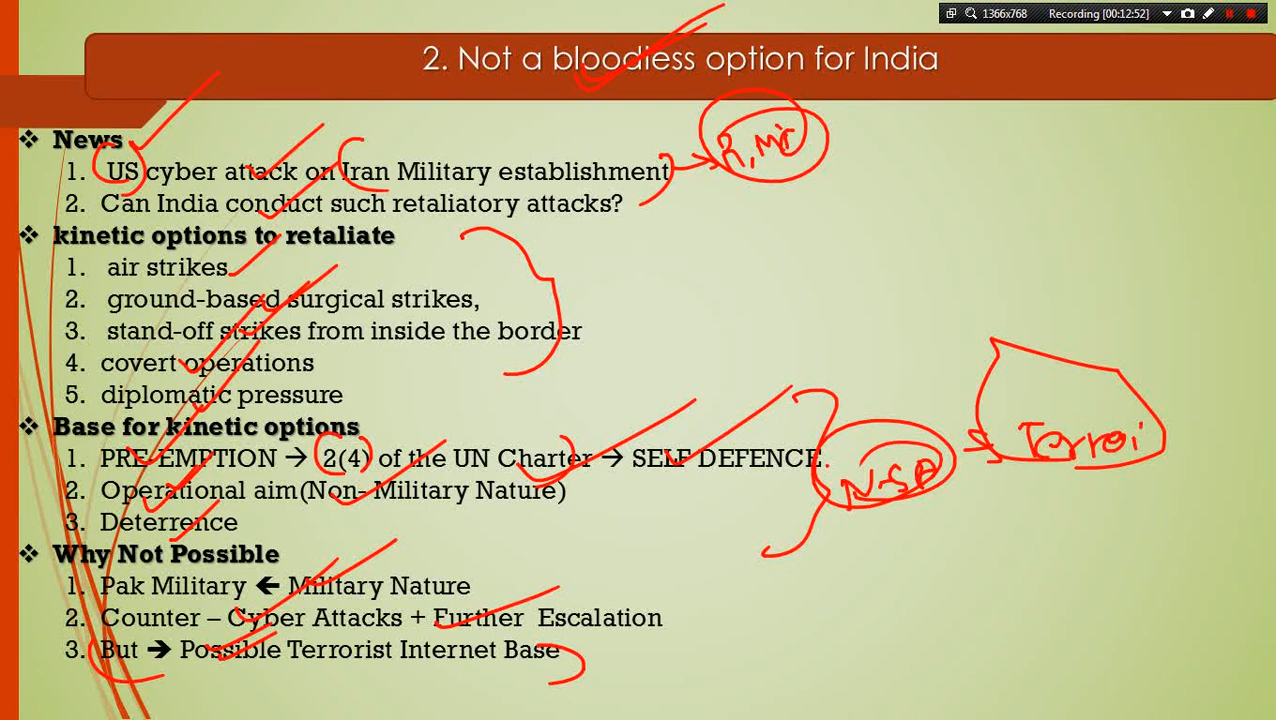 1366x768 Recording [00:12:52]
2. Not a bloodless option for India
❖ News
1. US cyber attack on Iran Military establishment
R, Mi
2. Can India conduct such retaliatory attacks?
❖ kinetic options to retaliate
1. air strikes
2. ground-based surgical strikes,
3. stand-off strikes from inside the border
4. covert operations
5. diplomatic pressure
❖ Base for kinetic options
1. PRE-EMPTION → 2(4) of the UN Charter → SELF DEFENCE.
N-SA
Terroi
2. Operational aim(Non- Military Nature)
3. Deterrence
❖ Why Not Possible
1. Pak Military ← Military Nature
2. Counter – Cyber Attacks + Further Escalation
3. But → Possible Terrorist Internet Base